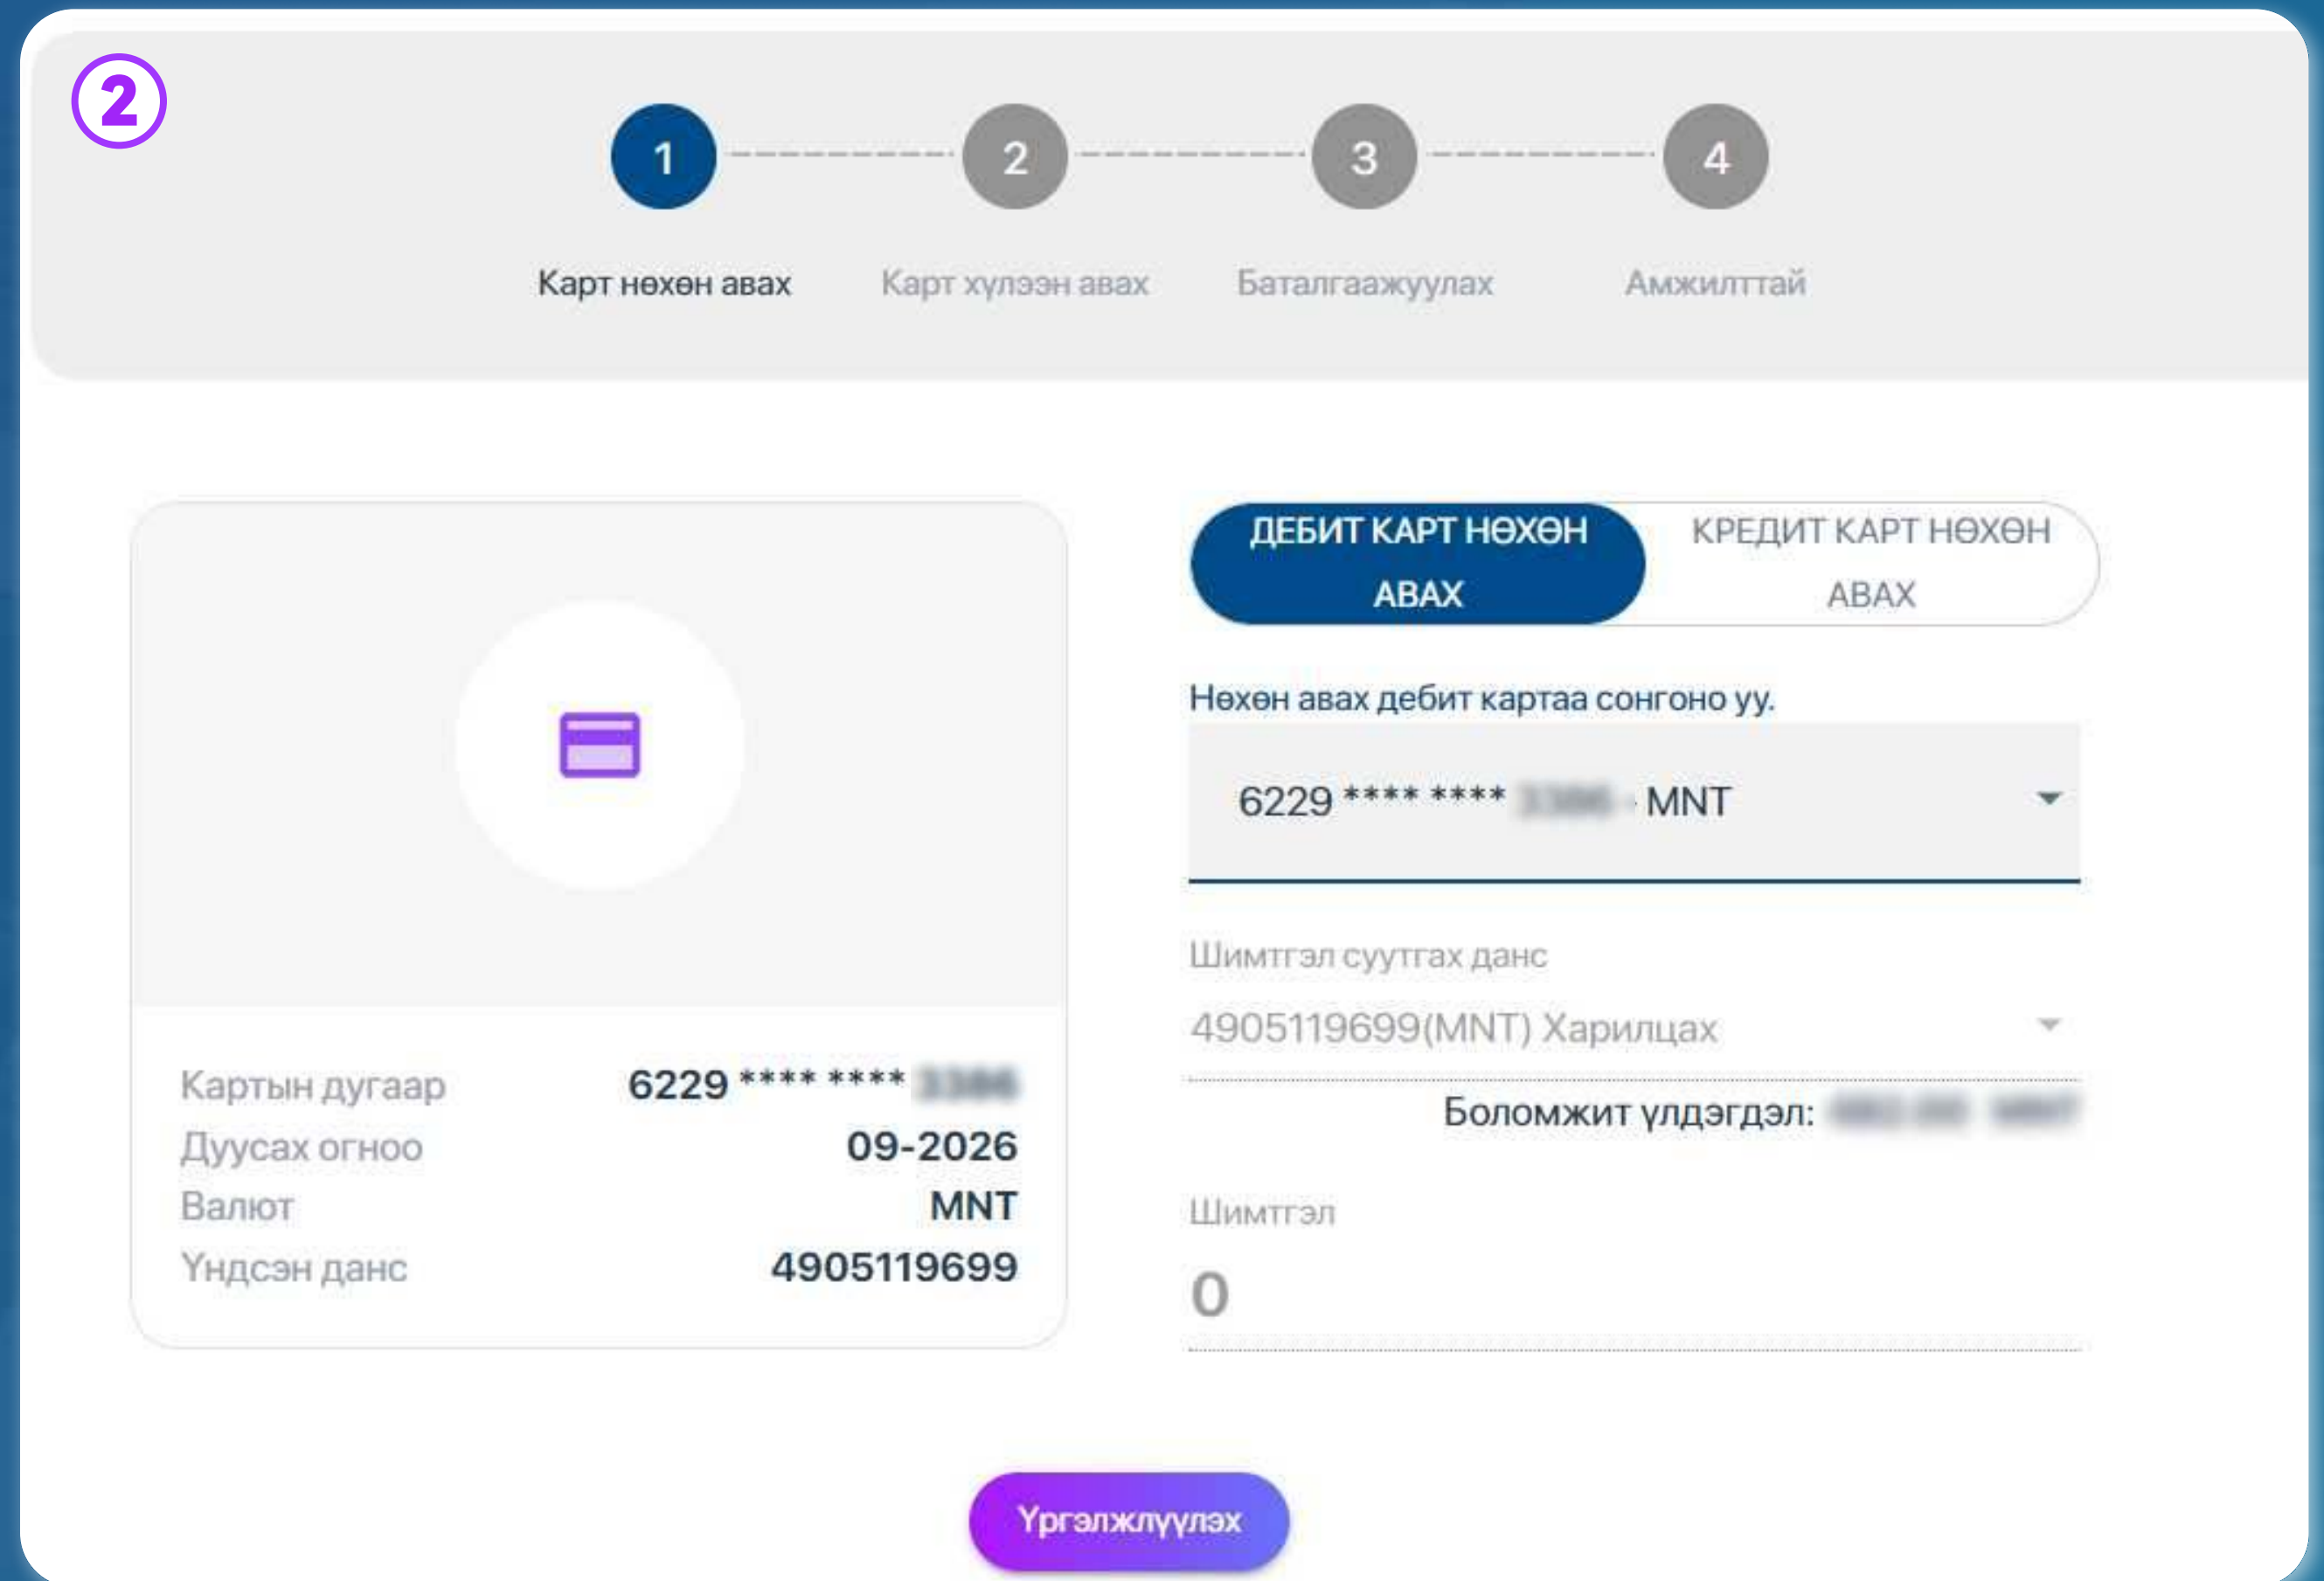 2
1
2
3
4
Карт нөхөн авах
Карт хүлээн авах
Баталгаажуулах
Амжилттай
ДЕБИТ КАРТ НӨХӨН
АВАХ
КРЕДИТ КАРТ НӨХӨН
АВАХ
Нөхөн авах дебит картаа сонгоно уу.
6229 **** **** - MNT
Шимтгэл суутгах данс
4905119699(MNT) Харилцах
Боломжит үлдэгдэл:
Шимтгэл
0
Картын дугаар 6229 **** ****
Дуусах огноо 09-2026
Валют MNT
Үндсэн данс 4905119699
Үргэлжлүүлэх